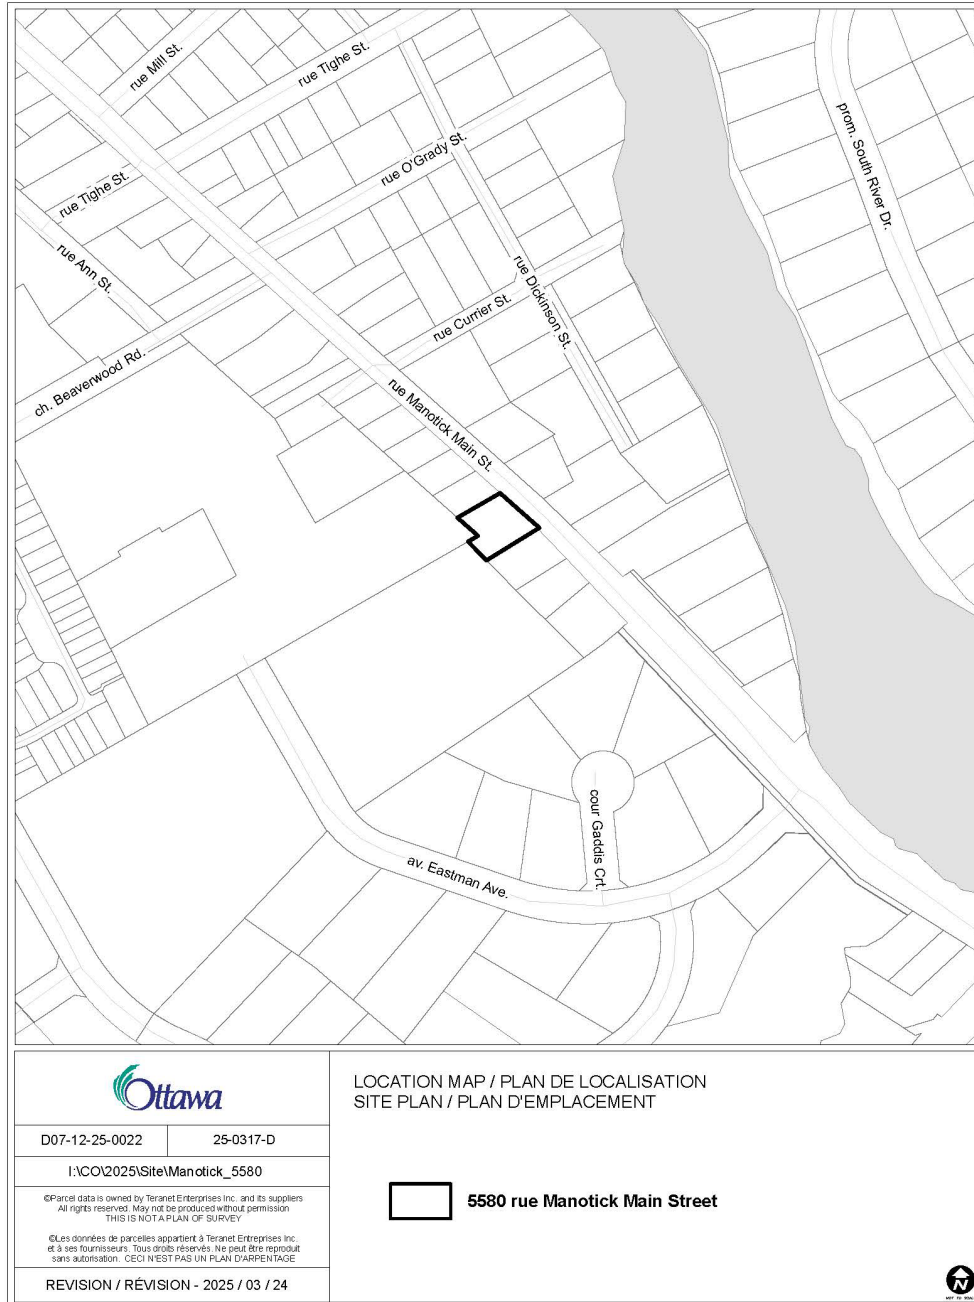 rue Mill St.
rue Tighe St.
prom. South River Dr.
rue O'Grady St.
rue Tighe St.
rue Ann St.
rue Dickinson St.
rue Currier St.
ch. Beaverwood Rd.
rue Manotick Main St.
cour Gaddis Crt.
av. Eastman Ave.
Ottawa
D07-12-25-0022
25-0317-D
I:\CO\2025\Site\Manotick_5580
©Parcel data is owned by Teranet Enterprises Inc. and its suppliers
All rights reserved. May not be produced without permission
THIS IS NOT A PLAN OF SURVEY
©Les données de parcelles appartient à Teranet Entreprises Inc.
et à ses fournisseurs. Tous droits réservés. Ne peut être reproduit
sans autorisation. CECI N'EST PAS UN PLAN D'ARPENTAGE
REVISION / RÉVISION - 2025 / 03 / 24
LOCATION MAP / PLAN DE LOCALISATION
SITE PLAN / PLAN D'EMPLACEMENT
5580 rue Manotick Main Street
N
NOT TO SCALE